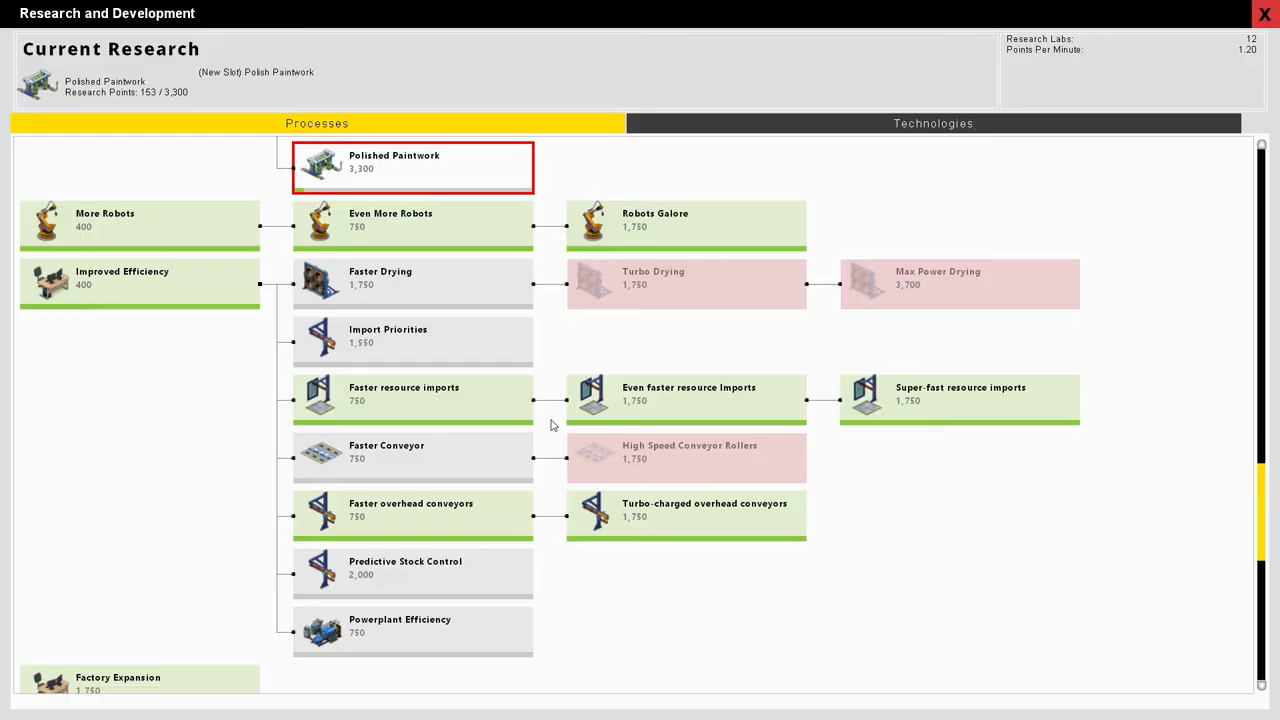 Research and Development
X
Current Research
(New Slot) Polish Paintwork
Polished Paintwork
Research Points: 153 / 3,300
Research Labs: 12
Points Per Minute: 1.20
Processes
Technologies
Polished Paintwork
3,300
More Robots
400
Even More Robots
750
Robots Galore
1,750
Improved Efficiency
400
Faster Drying
1,750
Turbo Drying
1,750
Max Power Drying
3,700
Import Priorities
1,550
Faster resource imports
750
Even faster resource Imports
1,750
Super-fast resource imports
1,750
Faster Conveyor
750
High Speed Conveyor Rollers
1,750
Faster overhead conveyors
750
Turbo-charged overhead conveyors
1,750
Predictive Stock Control
2,000
Powerplant Efficiency
750
Factory Expansion
1,750